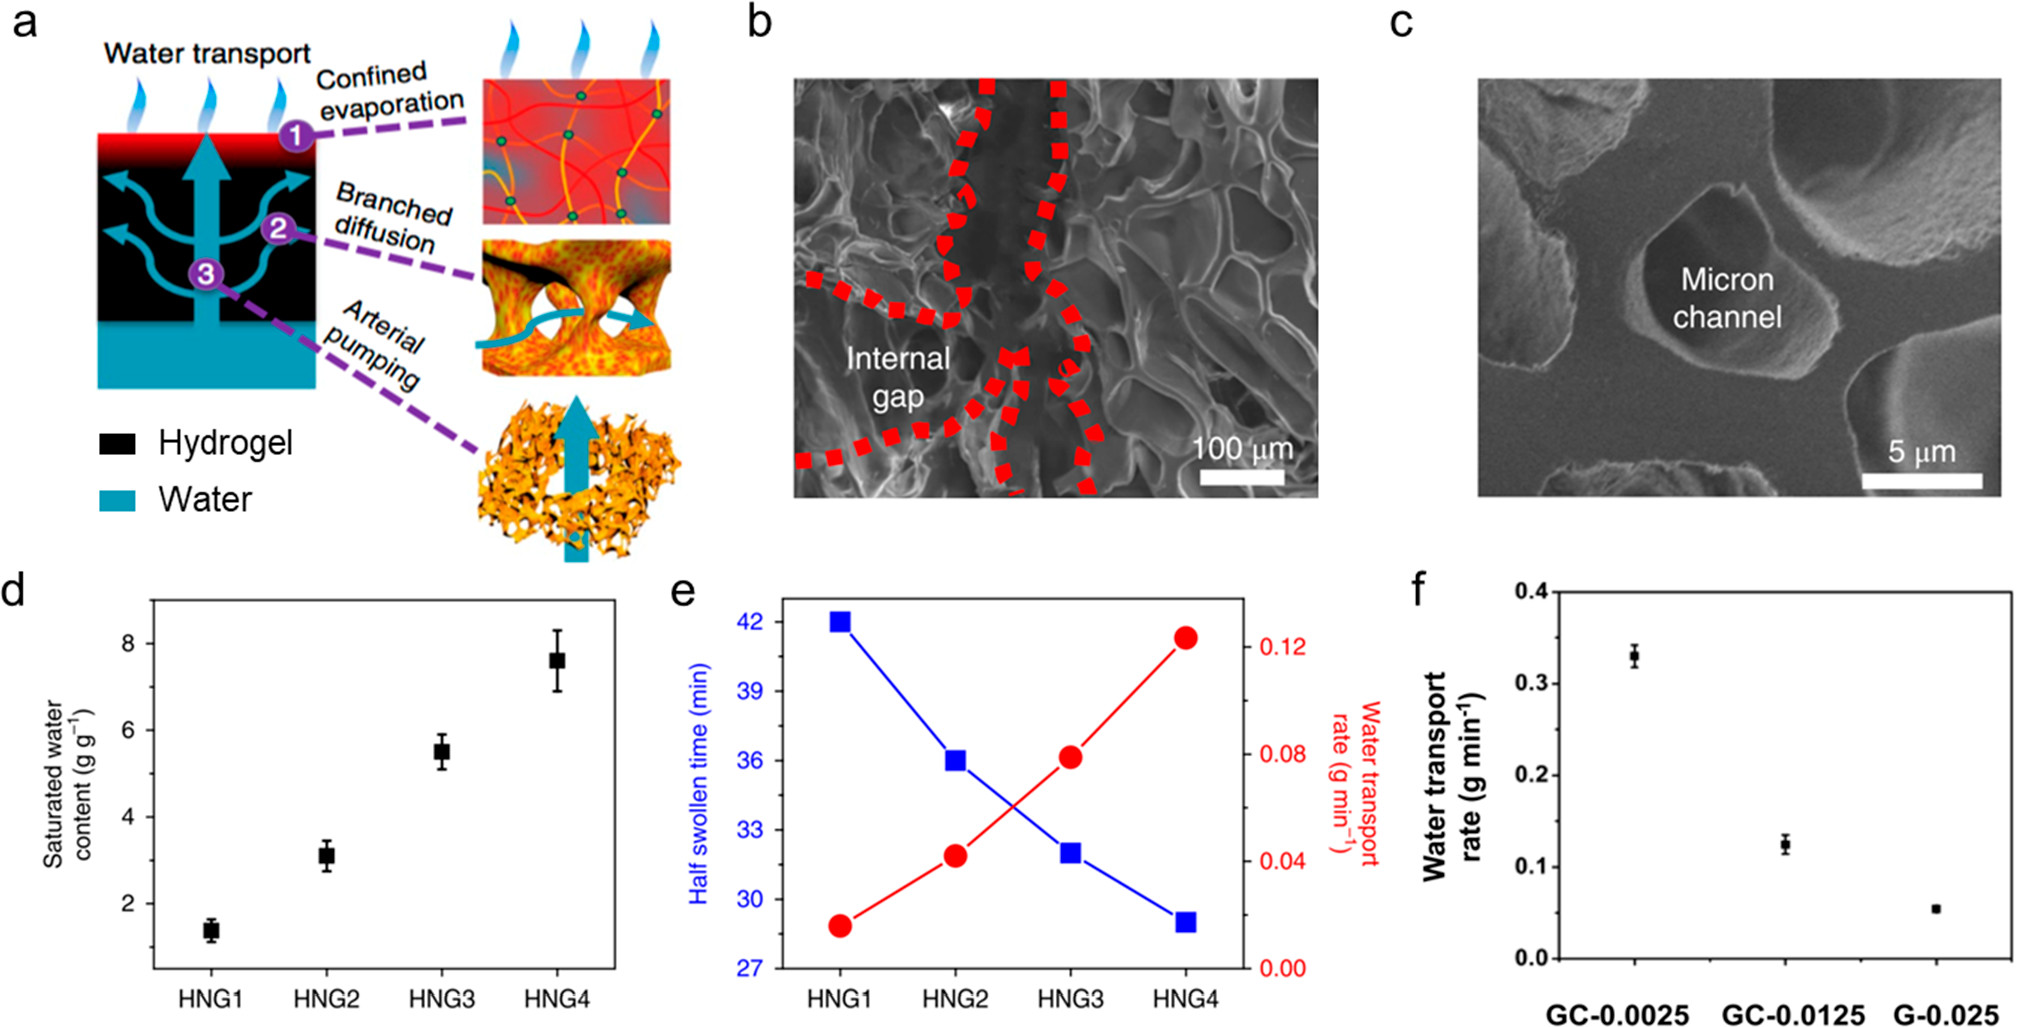 a
Water transport
Confined
evaporation
1
Branched
diffusion
2
3
Arterial
pumping
Hydrogel
Water
b
Internal
gap
100 μm
c
Micron
channel
5 μm
d
Saturated water
content (g g⁻¹)
8
6
4
2
HNG1 HNG2 HNG3 HNG4
e
Half swollen time (min)
42
39
36
33
30
27
0.12
0.08
0.04
0.00
Water transport
rate (g min⁻¹)
HNG1 HNG2 HNG3 HNG4
f
Water transport
rate (g min⁻¹)
0.4
0.3
0.2
0.1
0.0
GC-0.0025 GC-0.0125 G-0.025